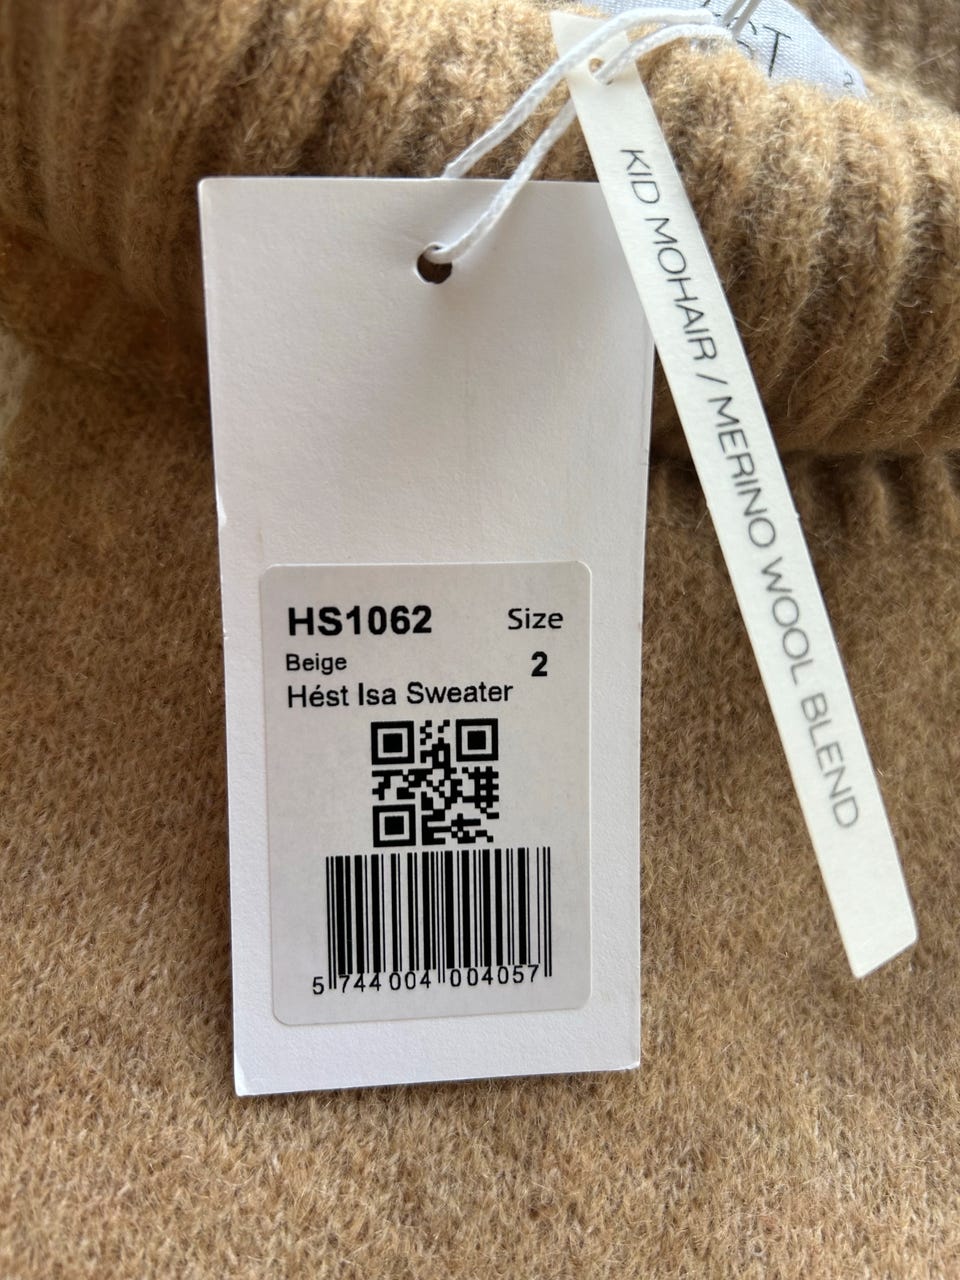 KID MOHAIR / MERINO WOOL BLEND
HS1062
Size
Beige
2
Hést Isa Sweater
5 744004 004057